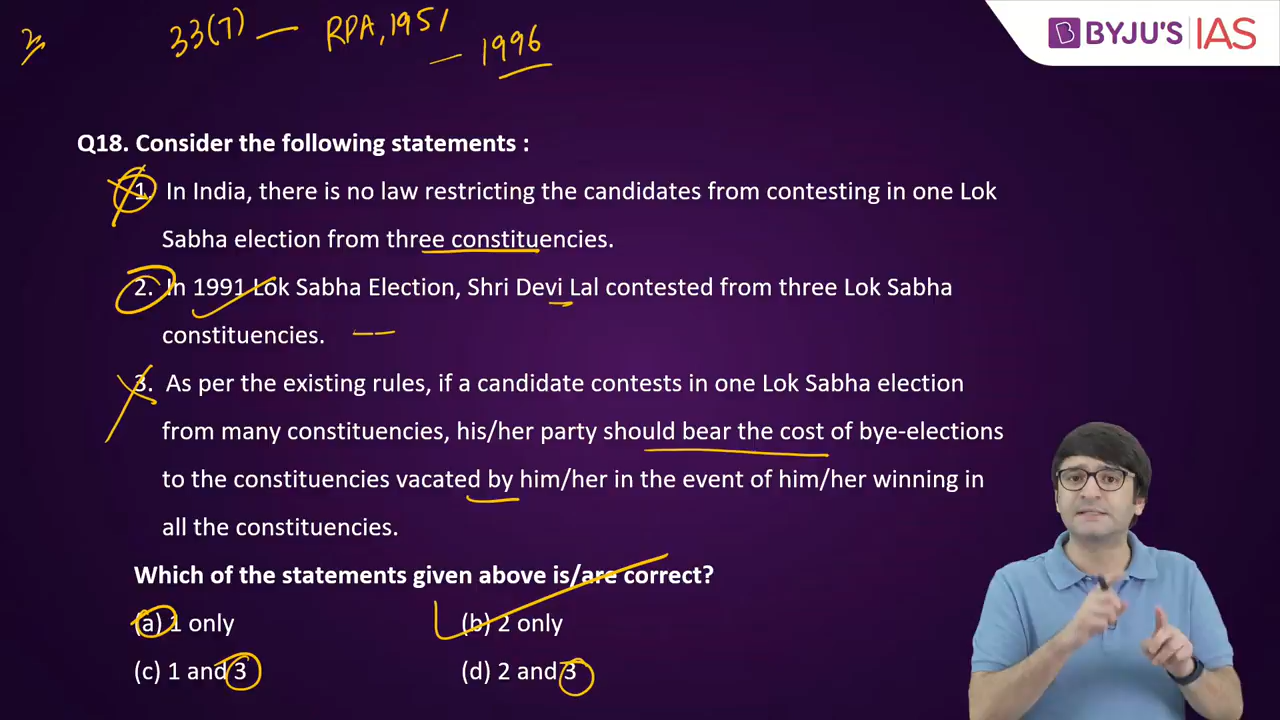 33(7) — RPA, 1951
— 1996
BYJU'S IAS
Q18. Consider the following statements :
1. In India, there is no law restricting the candidates from contesting in one Lok
Sabha election from three constituencies.
2. In 1991 Lok Sabha Election, Shri Devi Lal contested from three Lok Sabha
constituencies.
3. As per the existing rules, if a candidate contests in one Lok Sabha election
from many constituencies, his/her party should bear the cost of bye-elections
to the constituencies vacated by him/her in the event of him/her winning in
all the constituencies.
Which of the statements given above is/are correct?
(a) 1 only (b) 2 only
(c) 1 and 3 (d) 2 and 3